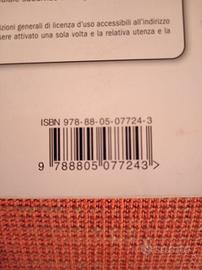 zioni generali di licenza d'uso accessibili all'indirizzo
sere attivato una sola volta e la relativa utenza e la
ISBN 978-88-05-07724-3
9 788805 077243 >